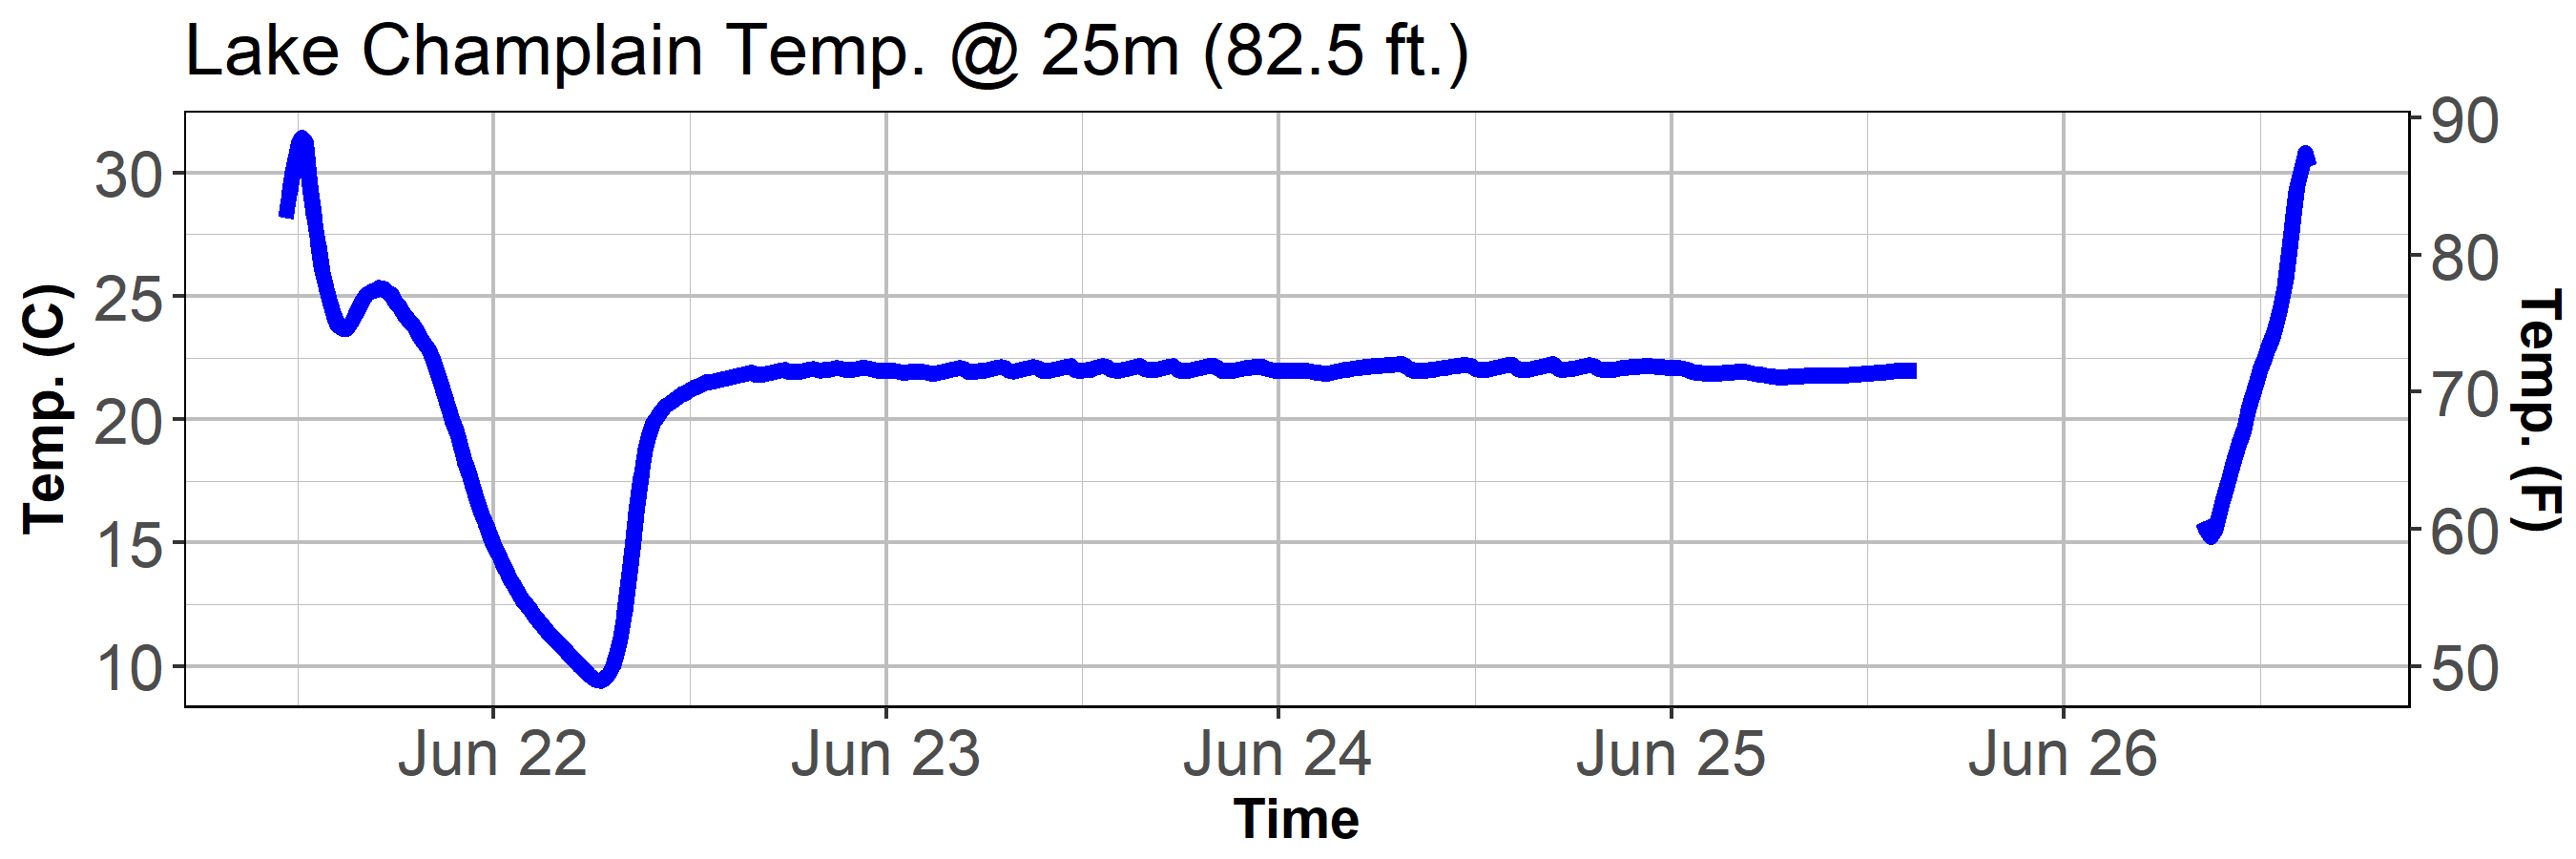 Lake Champlain Temp. @ 25m (82.5 ft.)
Temp. (C)
30
25
20
15
10
90
80
70
60
50
Temp. (F)
Jun 22
Jun 23
Jun 24
Jun 25
Jun 26
Time